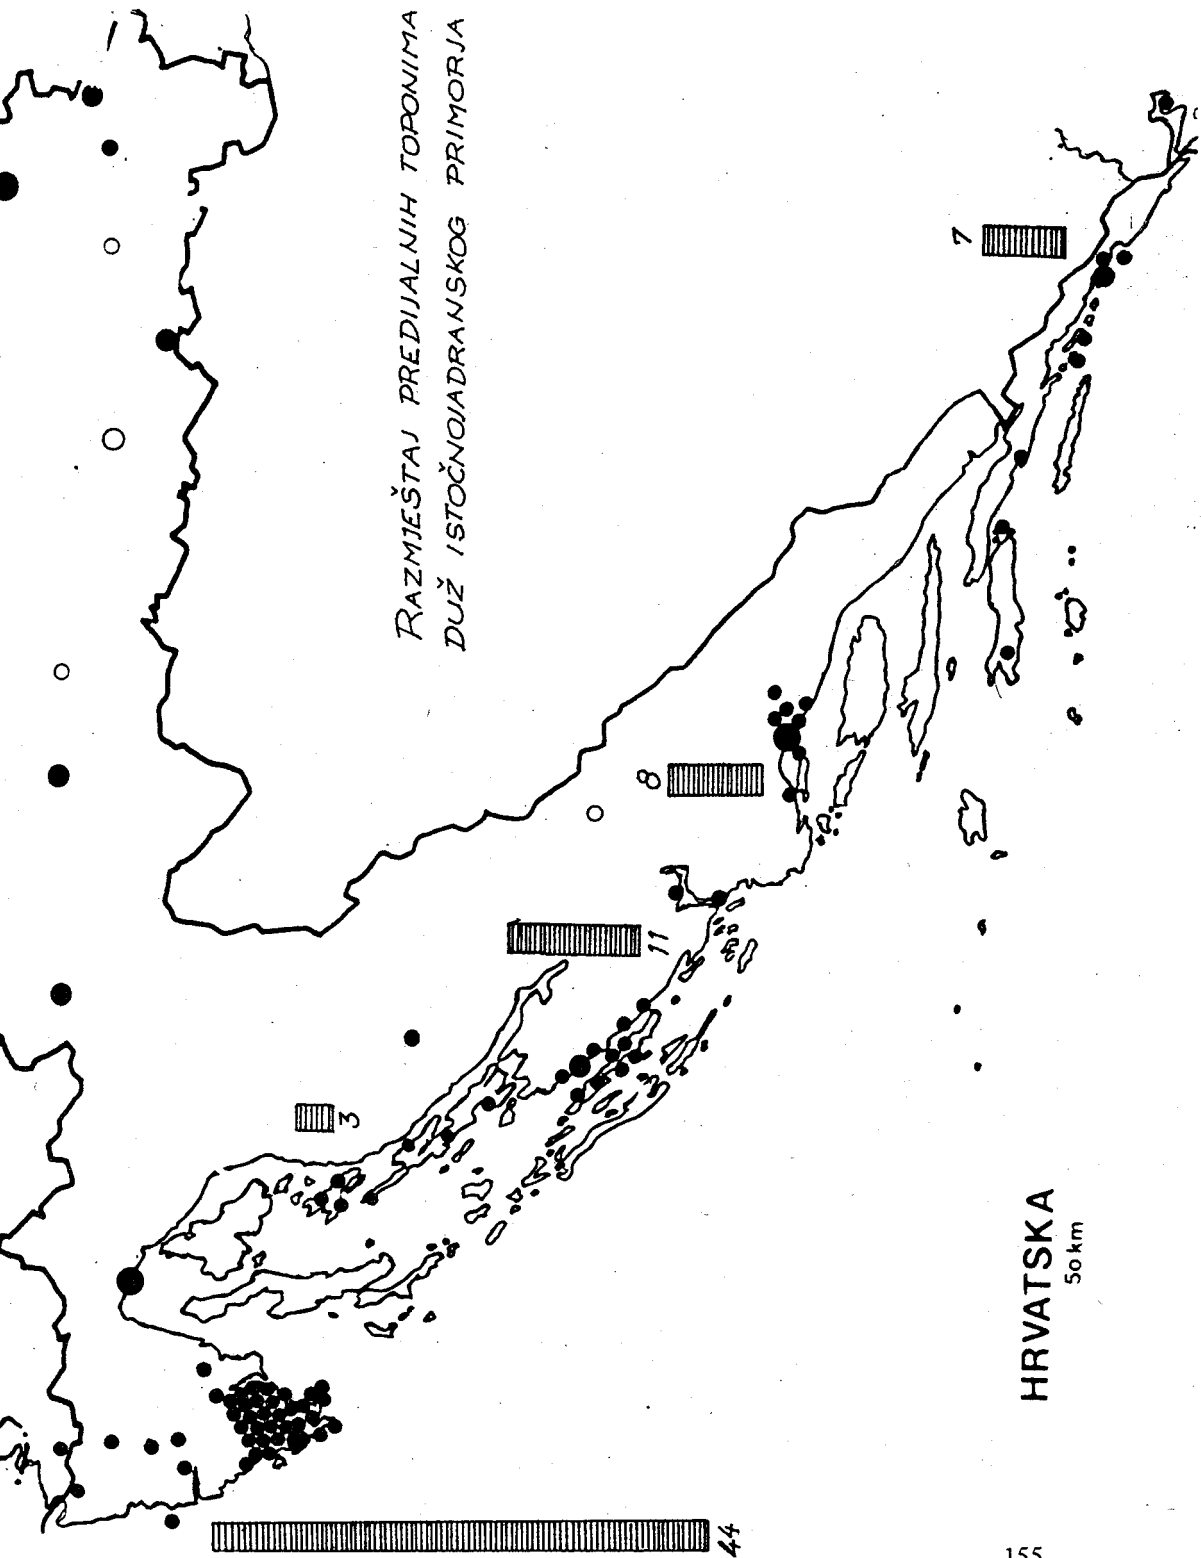 RAZMJEŠTAJ PREDIJALNIH TOPONIMA
DUŽ ISTOČNOJADRANSKOG PRIMORJA
44
3
11
8
7
HRVATSKA
50 km
155